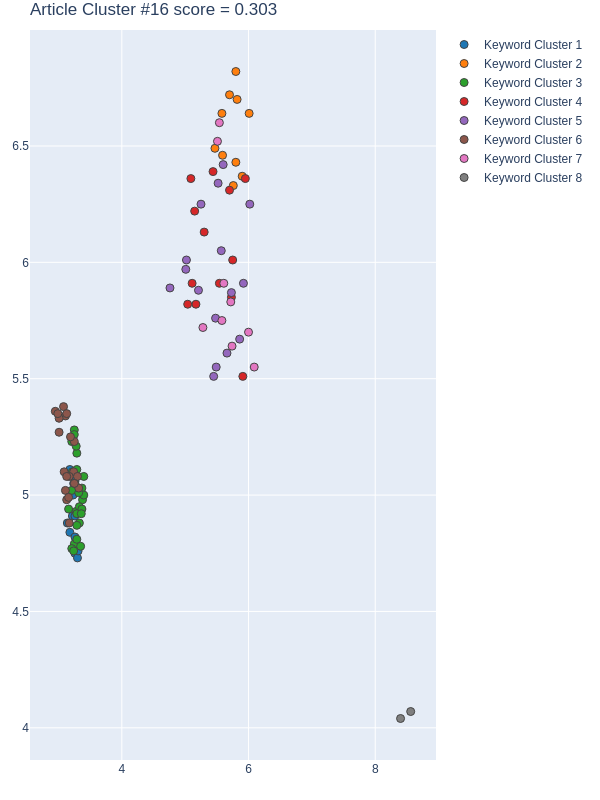 Article Cluster #16 score = 0.303
Keyword Cluster 1
Keyword Cluster 2
Keyword Cluster 3
Keyword Cluster 4
Keyword Cluster 5
Keyword Cluster 6
Keyword Cluster 7
Keyword Cluster 8
6.5
6
5.5
5
4.5
4
4 6 8